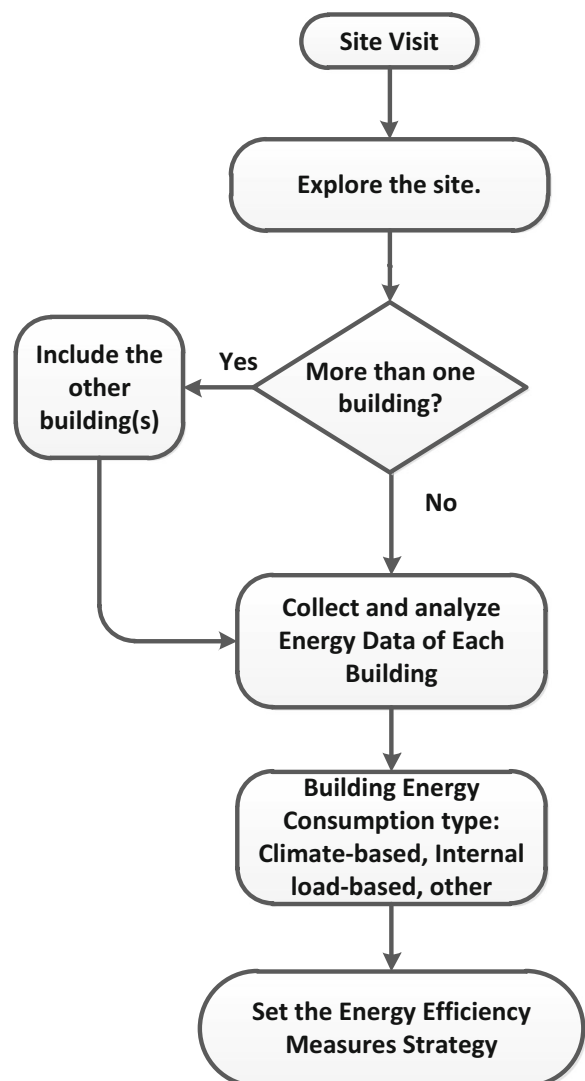 Site Visit
Explore the site.
More than one
building?
Yes
Include the
other
building(s)
No
Collect and analyze
Energy Data of Each
Building
Building Energy
Consumption type:
Climate-based, Internal
load-based, other
Set the Energy Efficiency
Measures Strategy